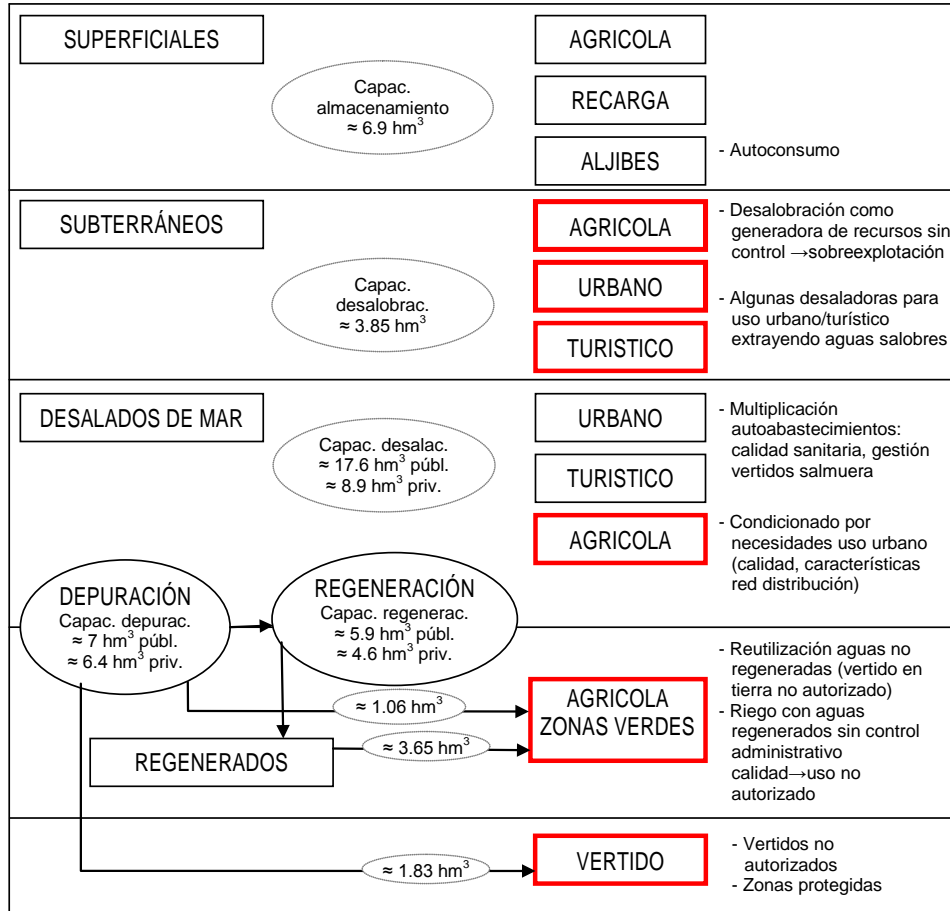 SUPERFICIALES
Capac.
almacenamiento
≈ 6.9 hm³
AGRICOLA
RECARGA
ALJIBES
- Autoconsumo
SUBTERRÁNEOS
Capac.
desalobrac.
≈ 3.85 hm³
AGRICOLA
URBANO
TURISTICO
- Desalobración como
generadora de recursos sin
control →sobreexplotación
- Algunas desaladoras para
uso urbano/turístico
extrayendo aguas salobres
DESALADOS DE MAR
Capac. desalac.
≈ 17.6 hm³ públ.
≈ 8.9 hm³ priv.
URBANO
TURISTICO
AGRICOLA
- Multiplicación
autoabastecimientos:
calidad sanitaria, gestión
vertidos salmuera
- Condicionado por
necesidades uso urbano
(calidad, características
red distribución)
DEPURACIÓN
Capac. depurac.
≈ 7 hm³ públ.
≈ 6.4 hm³ priv.
REGENERACIÓN
Capac. regenerac.
≈ 5.9 hm³ públ.
≈ 4.6 hm³ priv.
≈ 1.06 hm³
REGENERADOS
≈ 3.65 hm³
AGRICOLA
ZONAS VERDES
- Reutilización aguas no
regeneradas (vertido en
tierra no autorizado)
- Riego con aguas
regenerados sin control
administrativo
calidad→uso no
autorizado
≈ 1.83 hm³
VERTIDO
- Vertidos no
autorizados
- Zonas protegidas